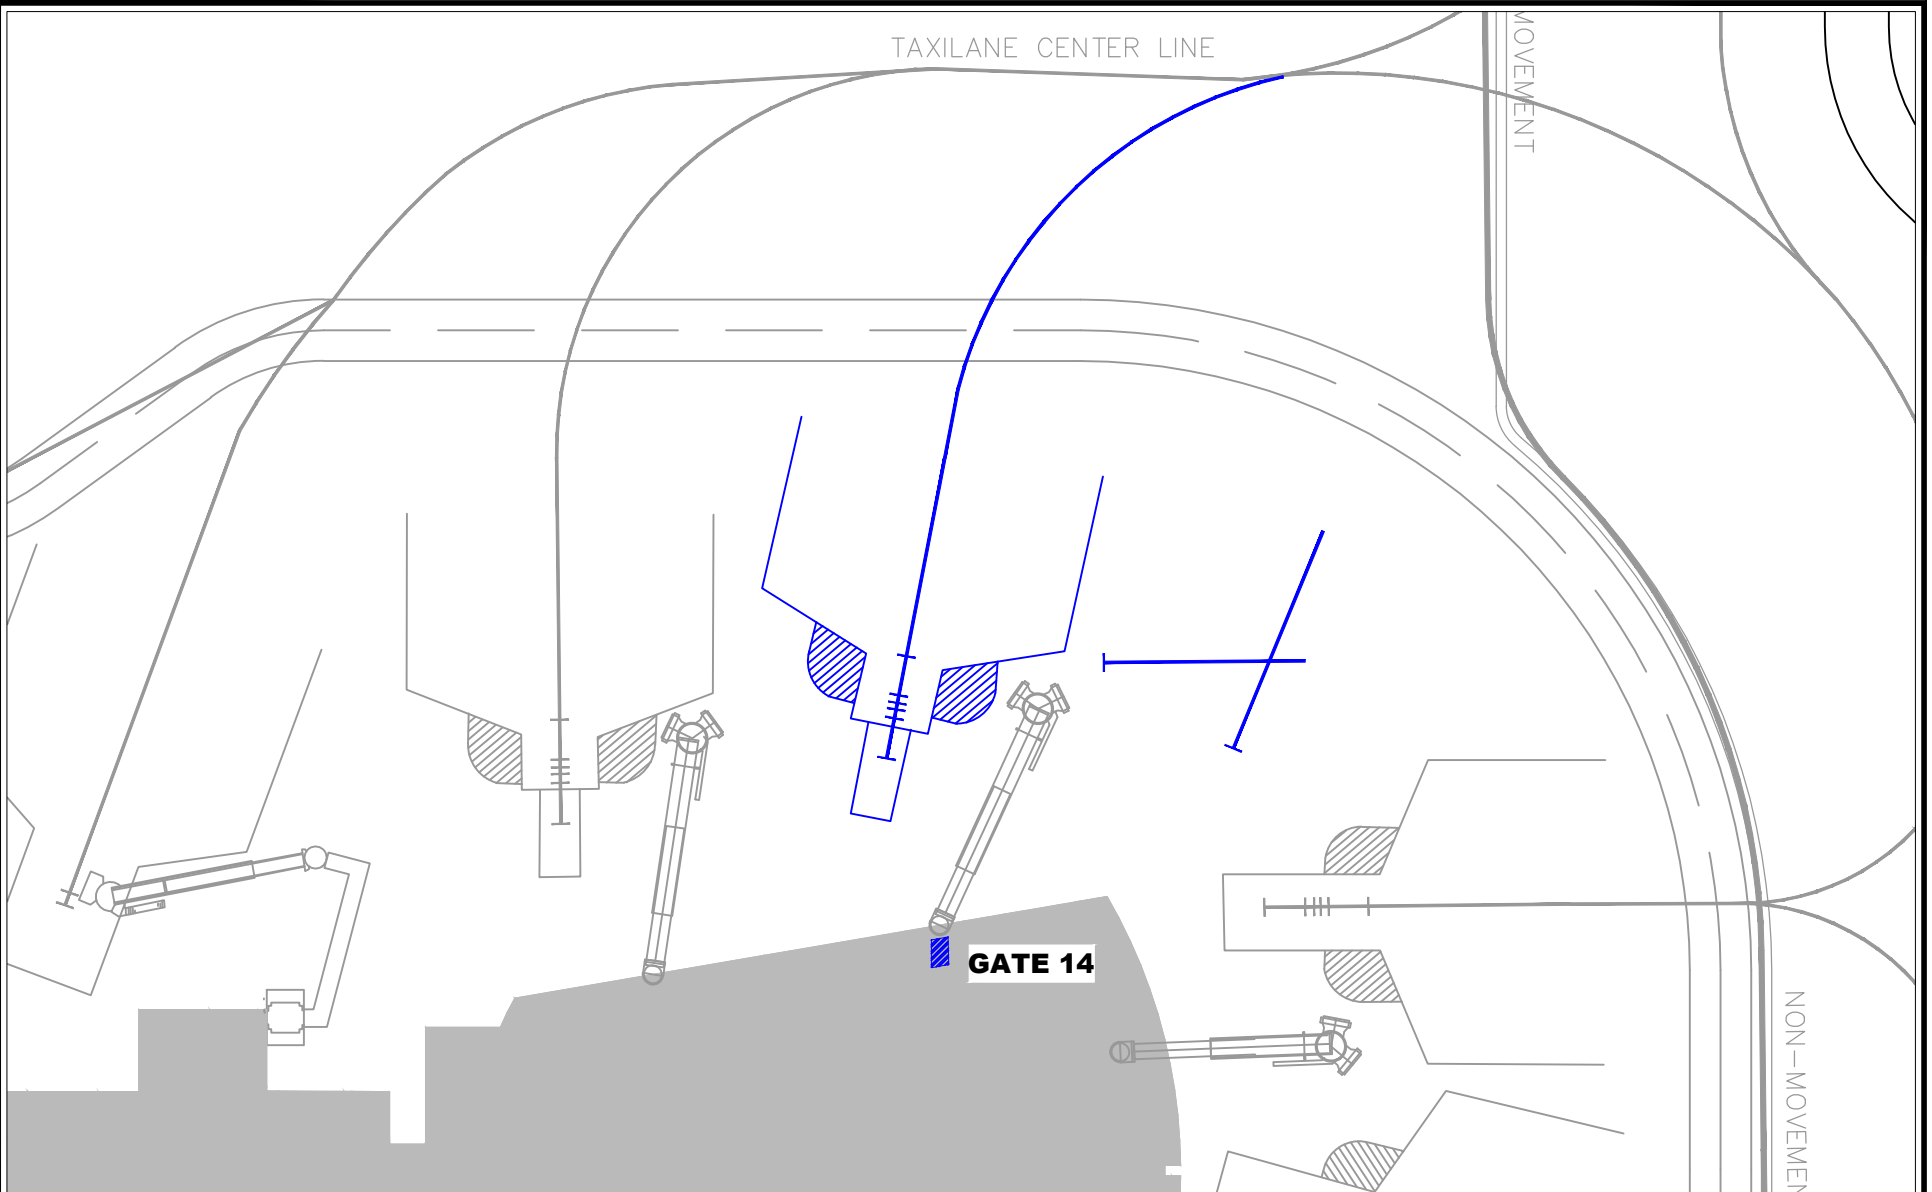 TAXILANE CENTER LINE
MOVEMENT
GATE 14
NON-MOVEMEN